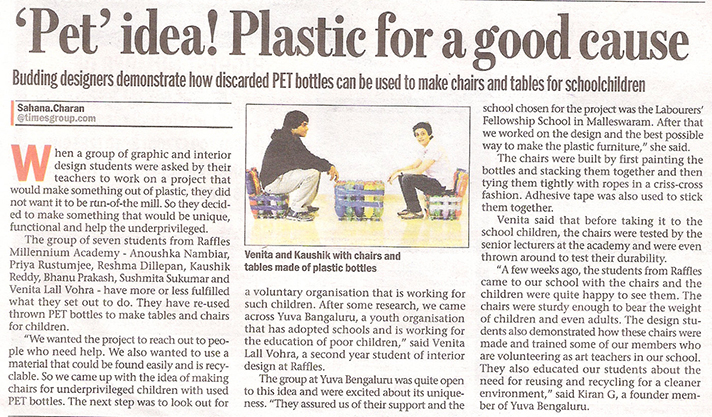 ‘Pet’ idea! Plastic for a good cause
Budding designers demonstrate how discarded PET bottles can be used to make chairs and tables for schoolchildren
Sahana.Charan
@timesgroup.com
When a group of graphic and interior
design students were asked by their
teachers to work on a project that
would make something out of plastic, they did
not want it to be run-of-the mill. So they decid-
ed to make something that would be unique,
functional and help the underprivileged.
The group of seven students from Raffles
Millennium Academy - Anoushka Nambiar,
Priya Rustumjee, Reshma Dillepan, Kaushik
Reddy, Bhanu Prakash, Sushmita Sukumar and
Venita Lall Vohra - have more or less fulfilled
what they set out to do. They have re-used
thrown PET bottles to make tables and chairs
for children.
“We wanted the project to reach out to peo-
ple who need help. We also wanted to use a
material that could be found easily and is recy-
clable. So we came up with the idea of making
chairs for underprivileged children with used
PET bottles. The next step was to look out for
Venita and Kaushik with chairs and
tables made of plastic bottles
a voluntary organisation that is working for
such children. After some research, we came
across Yuva Bangaluru, a youth organisation
that has adopted schools and is working for
the education of poor children,” said Venita
Lall Vohra, a second year student of interior
design at Raffles.
The group at Yuva Bengaluru was quite open
to this idea and were excited about its unique-
ness. “They assured us of their support and the
school chosen for the project was the Labourers’
Fellowship School in Malleswaram. After that
we worked on the design and the best possible
way to make the plastic furniture,” she said.
The chairs were built by first painting the
bottles and stacking them together and then
tying them tightly with ropes in a criss-cross
fashion. Adhesive tape was also used to stick
them together.
Venita said that before taking it to the
school children, the chairs were tested by the
senior lecturers at the academy and were even
thrown around to test their durability.
“A few weeks ago, the students from Raffles
came to our school with the chairs and the
children were quite happy to see them. The
chairs were sturdy enough to bear the weight
of children and even adults. The design stu-
dents also demonstrated how these chairs were
made and trained some of our members who
are volunteering as art teachers in our school.
They also educated our students about the
need for reusing and recycling for a cleaner
environment,” said Kiran G, a founder mem-
ber of Yuva Bengaluru.